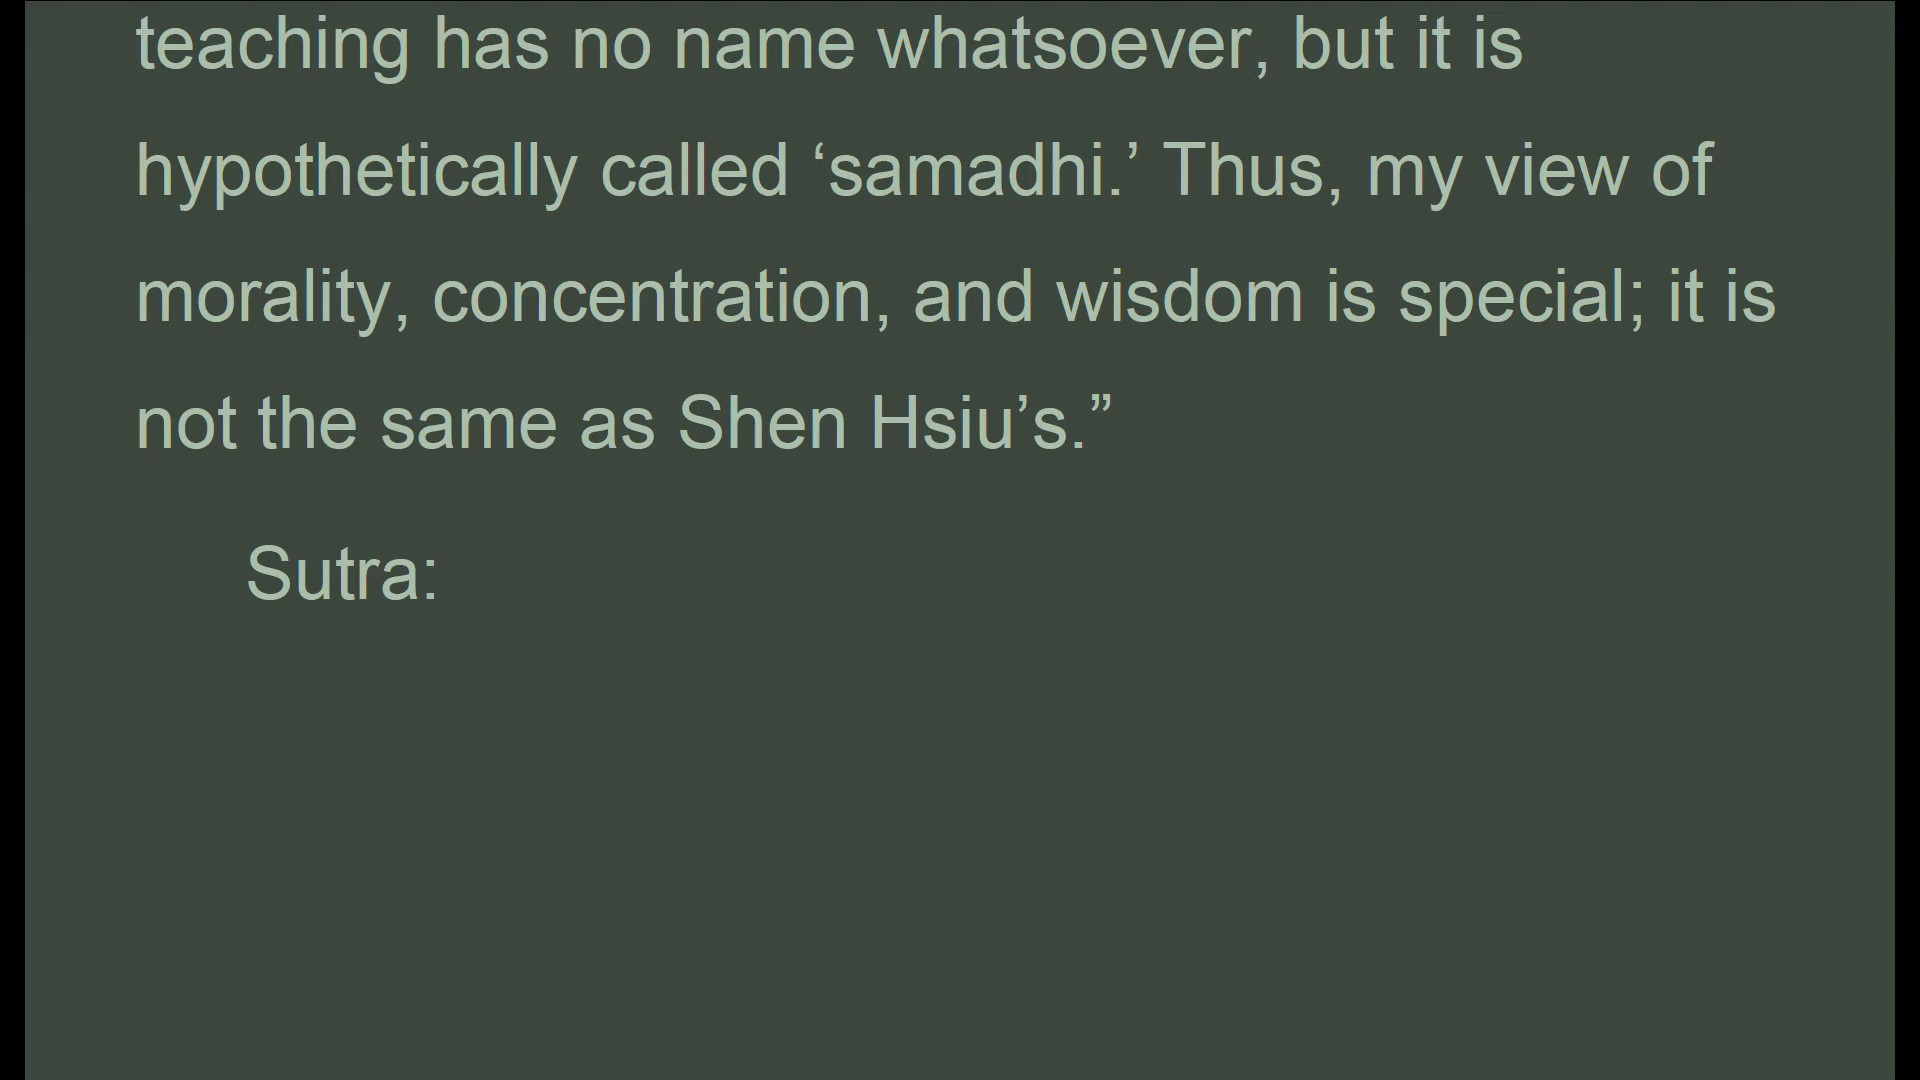 teaching has no name whatsoever, but it is
hypothetically called ‘samadhi.’ Thus, my view of
morality, concentration, and wisdom is special; it is
not the same as Shen Hsiu’s.”
Sutra: